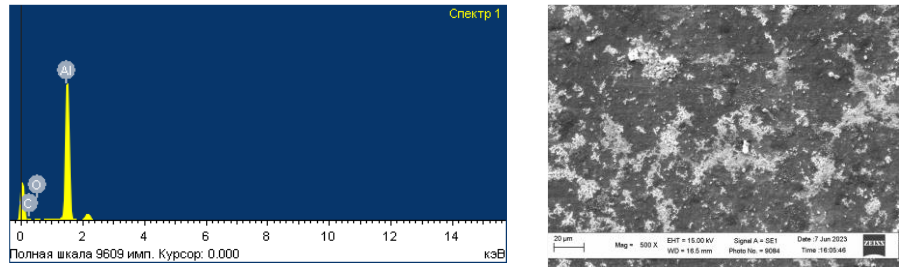 Спектр 1
Al
O
C
0 2 4 6 8 10 12 14
Полная шкала 9609 имп. Курсор: 0.000 кэВ
20 µm
Mag = 500 X
EHT = 15.00 kV
WD = 16.5 mm
Signal A = SE1
Photo No. = 9084
Date :7 Jun 2023
Time :16:05:46
ZEISS